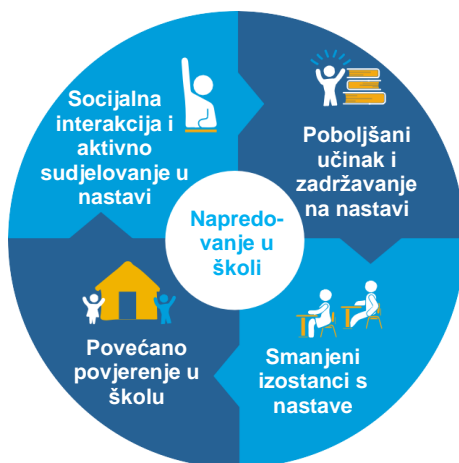 Socijalna
interakcija i
aktivno
sudjelovanje u
nastavi
Poboljšani
učinak i
zadržavanje
na nastavi
Napredo-
vanje u
školi
Povećano
povjerenje u
školu
Smanjeni
izostanci s
nastave